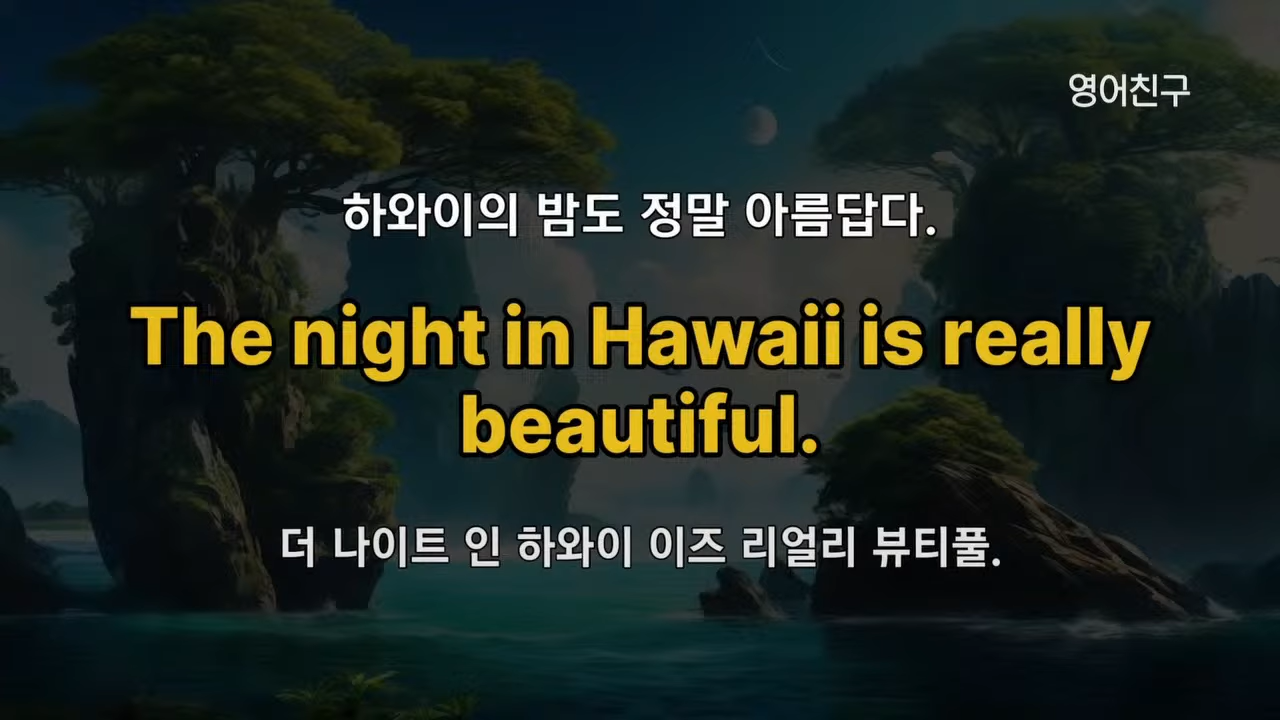 영어친구
하와이의 밤도 정말 아름답다.
The night in Hawaii is really
beautiful.
더 나이트 인 하와이 이즈 리얼리 뷰티풀.